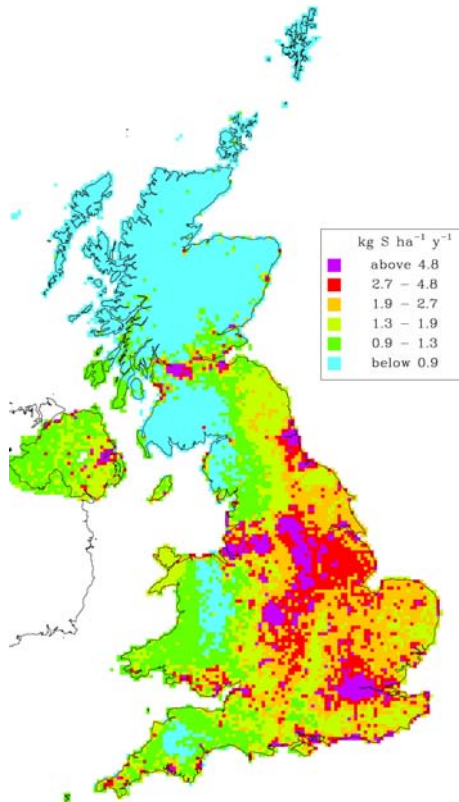 kg S ha⁻¹ y⁻¹
above 4.8
2.7 – 4.8
1.9 – 2.7
1.3 – 1.9
0.9 – 1.3
below 0.9